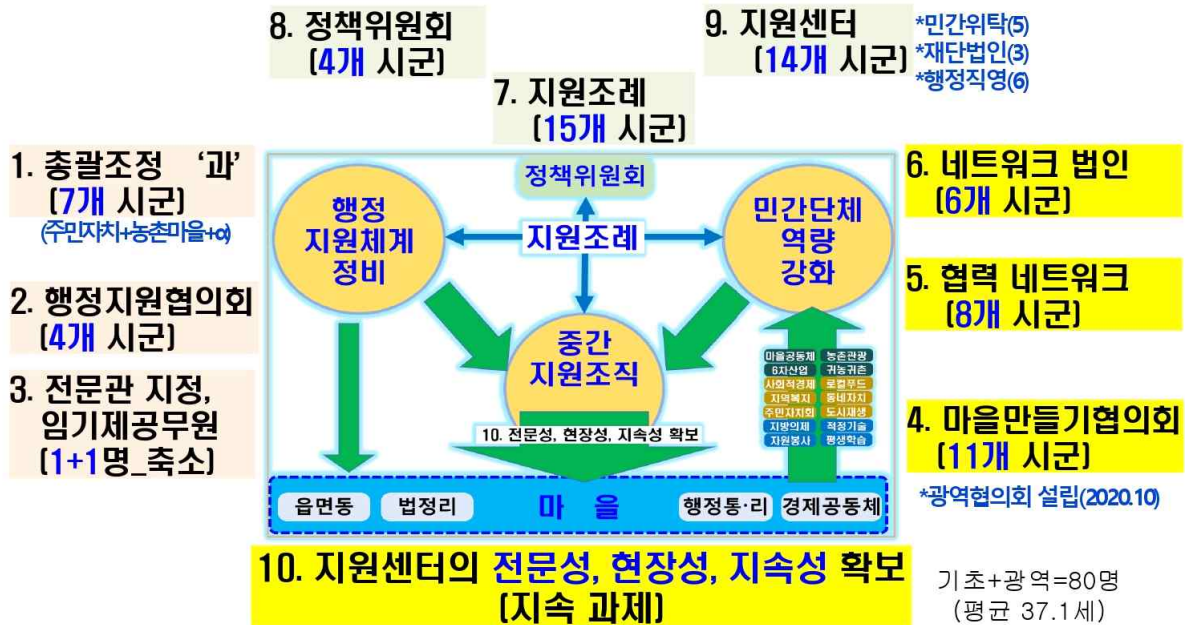 8. 정책위원회
(4개 시군)
9. 지원센터
(14개 시군)
*민간위탁(5)
*재단법인(3)
*행정직영(6)
7. 지원조례
(15개 시군)
1. 총괄조정 '과'
(7개 시군)
(주민자치+농촌마을+α)
2. 행정지원협의회
(4개 시군)
3. 전문관 지정,
임기제공무원
(1+1명_축소)
정책위원회
행정
지원체계
정비
지원조례
민간단체
역량
강화
중간
지원조직
마을공동체 농촌관광
6차산업 귀농귀촌
사회적경제 로컬푸드
지역복지 동네자치
주민자치회 도시재생
지방의제 적정기술
자원봉사 평생학습
10. 전문성, 현장성, 지속성 확보
읍면동 법정리 마 을 행정통·리 경제공동체
6. 네트워크 법인
(6개 시군)
5. 협력 네트워크
(8개 시군)
4. 마을만들기협의회
(11개 시군)
*광역협의회 설립(2020.10)
10. 지원센터의 전문성, 현장성, 지속성 확보
(지속 과제)
기초+광역=80명
(평균 37.1세)